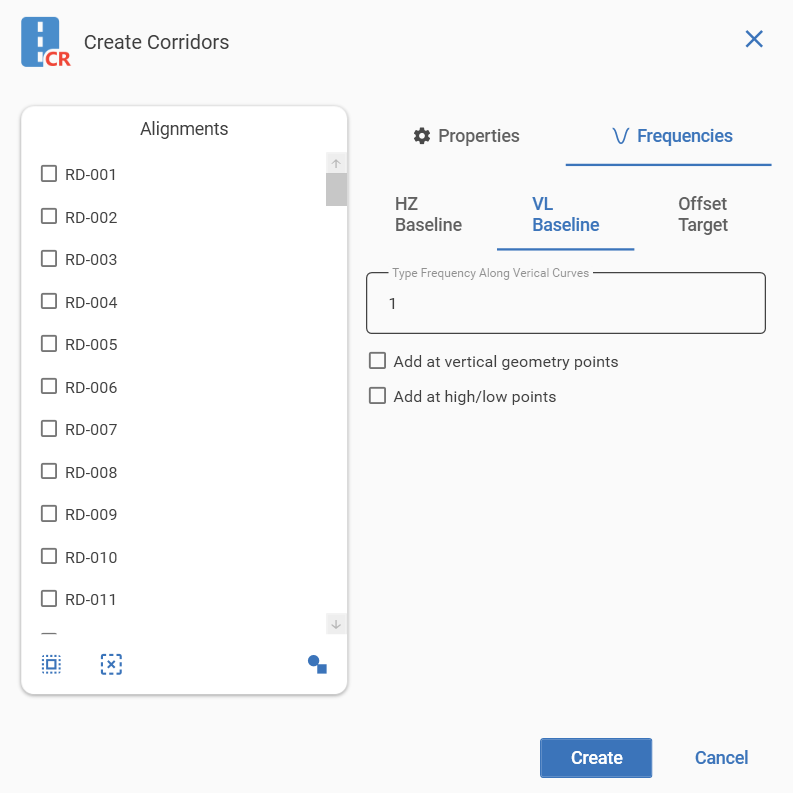 CR
Create Corridors
Alignments
RD-001
RD-002
RD-003
RD-004
RD-005
RD-006
RD-007
RD-008
RD-009
RD-010
RD-011
Properties
Frequencies
HZ
Baseline
VL
Baseline
Offset
Target
Type Frequency Along Verical Curves
1
Add at vertical geometry points
Add at high/low points
Create
Cancel